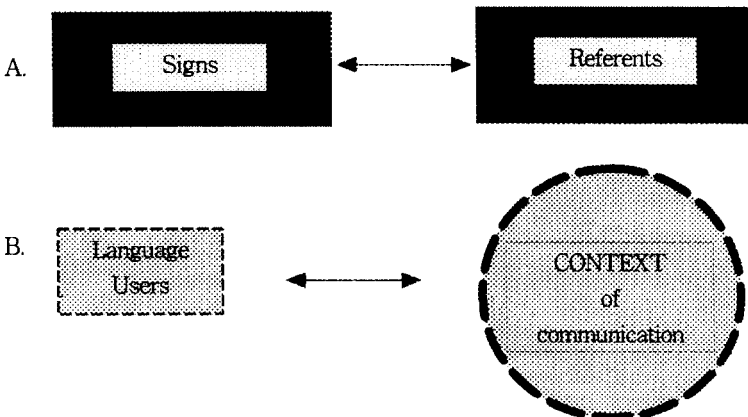 A.
Signs
Referents
B.
Language
Users
CONTEXT
of
communication